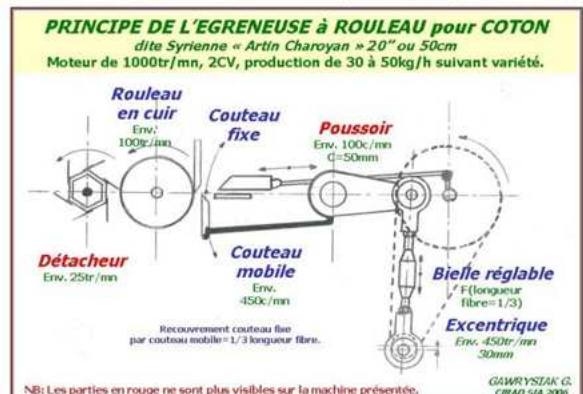 PRINCIPE DE L'EGRENEUSE à ROULEAU pour COTON
dite Syrienne « Artin Charoyan » 20" ou 50cm
Moteur de 1000tr/mn, 2CV, production de 30 à 50kg/h suivant variété.
Rouleau
en cuir
Env.
100tr/mn
Couteau
fixe
Poussoir
Env. 100c/mn
C=50mm
Détacheur
Env. 25tr/mn
Couteau
mobile
Env.
450c/mn
Bielle réglable
F(longueur
fibre=1/3)
Excentrique
Env. 450tr/mn
30mm
Recouvrement couteau fixe
par couteau mobile=1/3 longueur fibre.
NB: Les parties en rouge ne sont plus visibles sur la machine présentée.
GAWRYSIAK G.
CIRAD SIA 2006